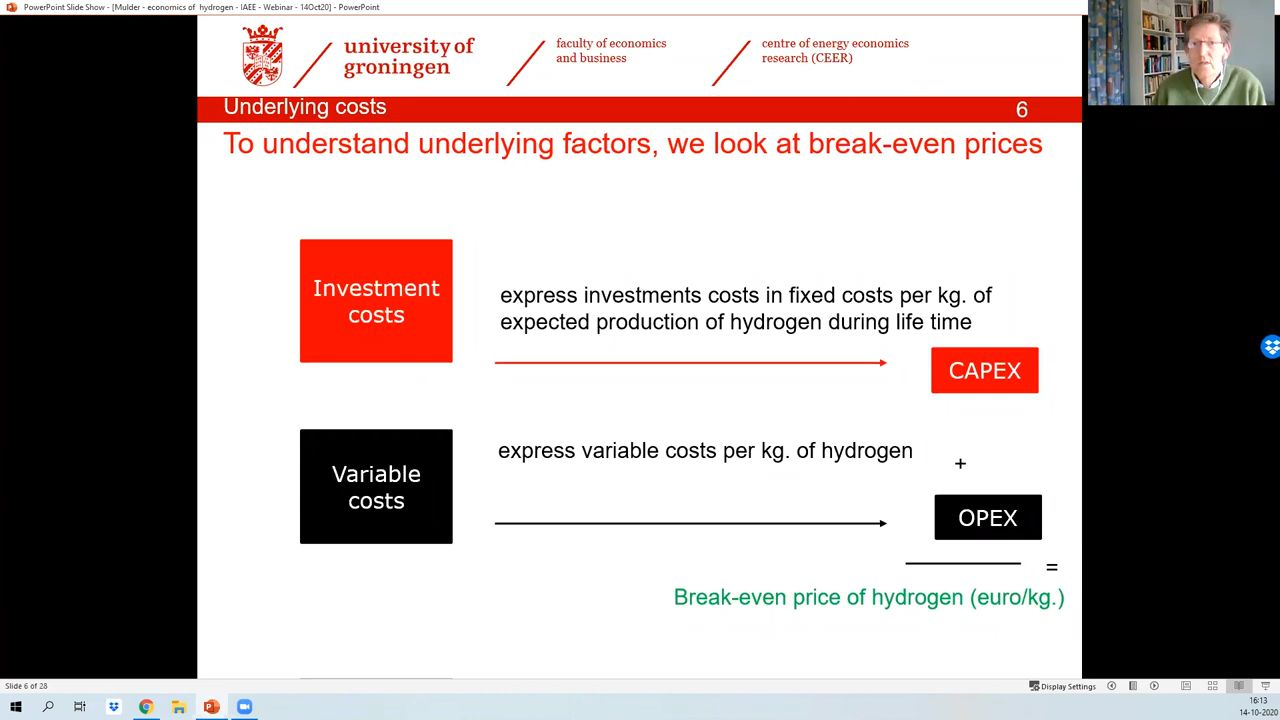 PowerPoint Slide Show - [Mulder - economics of hydrogen - IAEE - Webinar - 14Oct20] - PowerPoint
university of
groningen
faculty of economics
and business
centre of energy economics
research (CEER)
Underlying costs
6
To understand underlying factors, we look at break-even prices
Investment
costs
express investments costs in fixed costs per kg. of
expected production of hydrogen during life time
CAPEX
Variable
costs
express variable costs per kg. of hydrogen
+
OPEX
=
Break-even price of hydrogen (euro/kg.)
Slide 6 of 28
Display Settings
16:13
14-10-2020